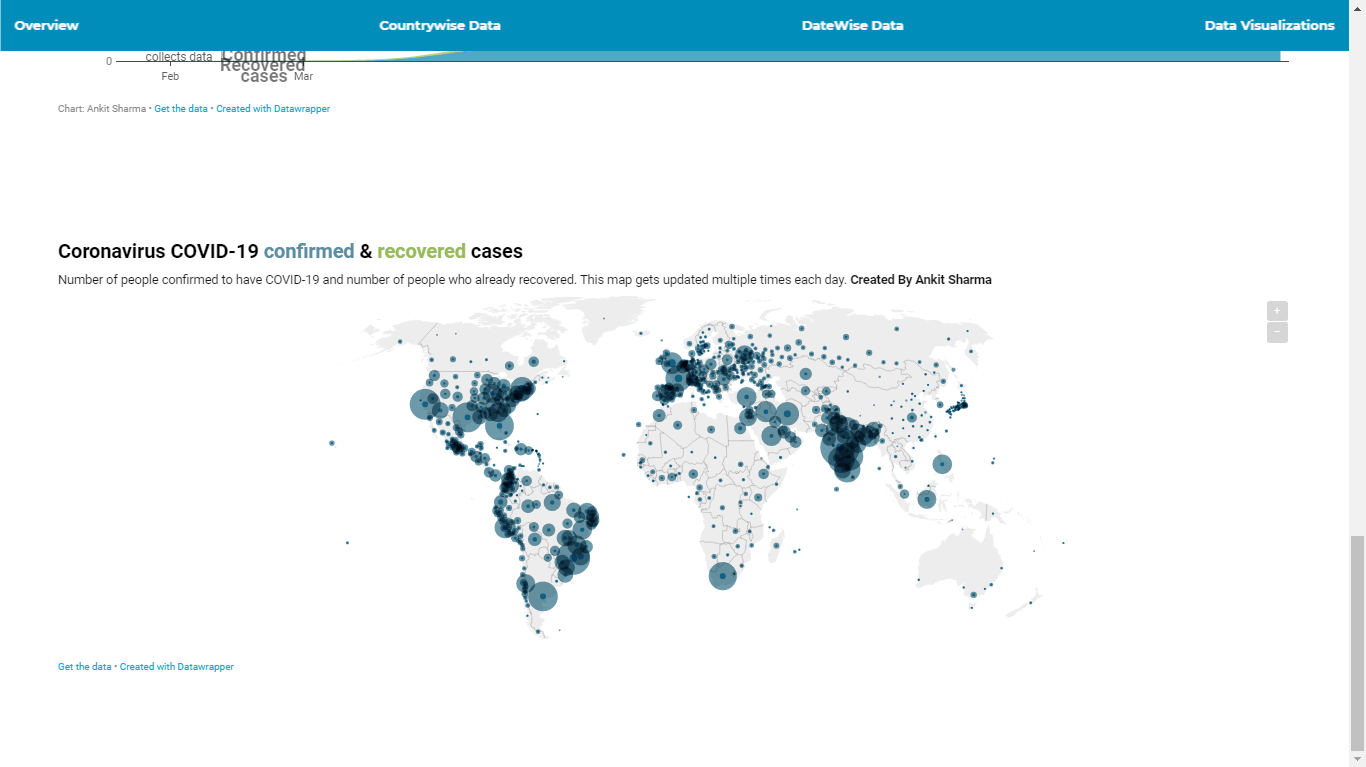 Overview Countrywise Data DateWise Data Data Visualizations
collects data Confirmed
0 Recovered
Feb cases Mar
Chart: Ankit Sharma • Get the data • Created with Datawrapper
Coronavirus COVID-19 confirmed & recovered cases
Number of people confirmed to have COVID-19 and number of people who already recovered. This map gets updated multiple times each day. Created By Ankit Sharma
+
−
Get the data • Created with Datawrapper